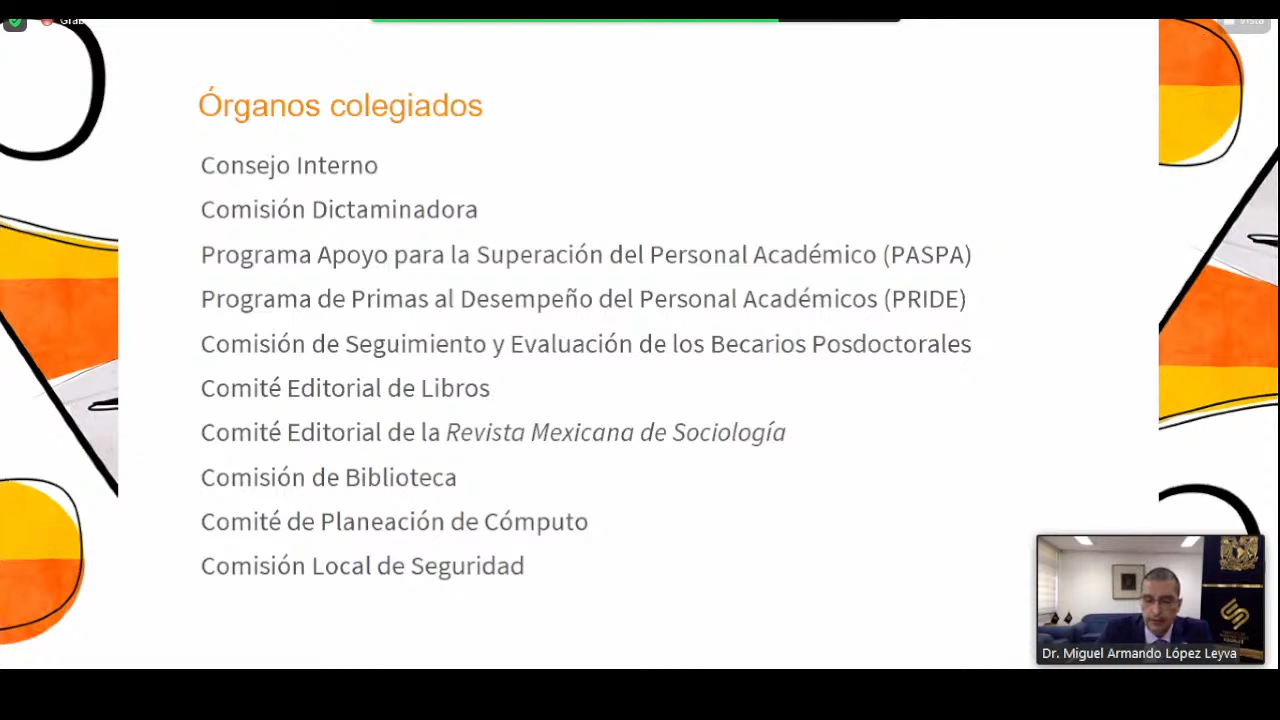 Órganos colegiados
Consejo Interno
Comisión Dictaminadora
Programa Apoyo para la Superación del Personal Académico (PASPA)
Programa de Primas al Desempeño del Personal Académicos (PRIDE)
Comisión de Seguimiento y Evaluación de los Becarios Posdoctorales
Comité Editorial de Libros
Comité Editorial de la Revista Mexicana de Sociología
Comisión de Biblioteca
Comité de Planeación de Cómputo
Comisión Local de Seguridad
Dr. Miguel Armando López Leyva